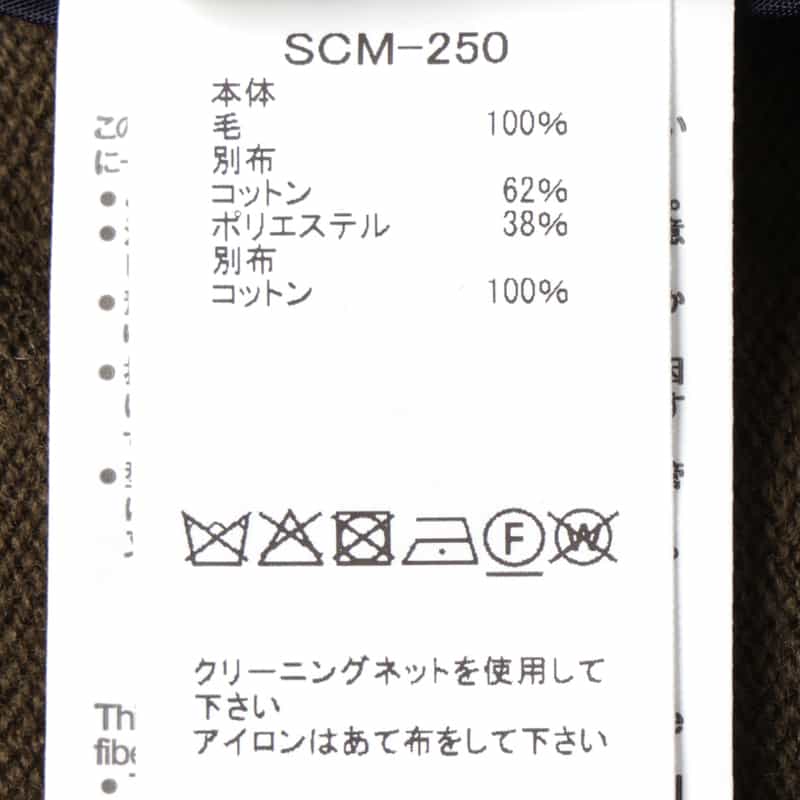 SCM-250
本体
毛 100%
別布
コットン 62%
ポリエステル 38%
別布
コットン 100%
F W
クリーニングネットを使用して
下さい
アイロンはあて布をして下さい